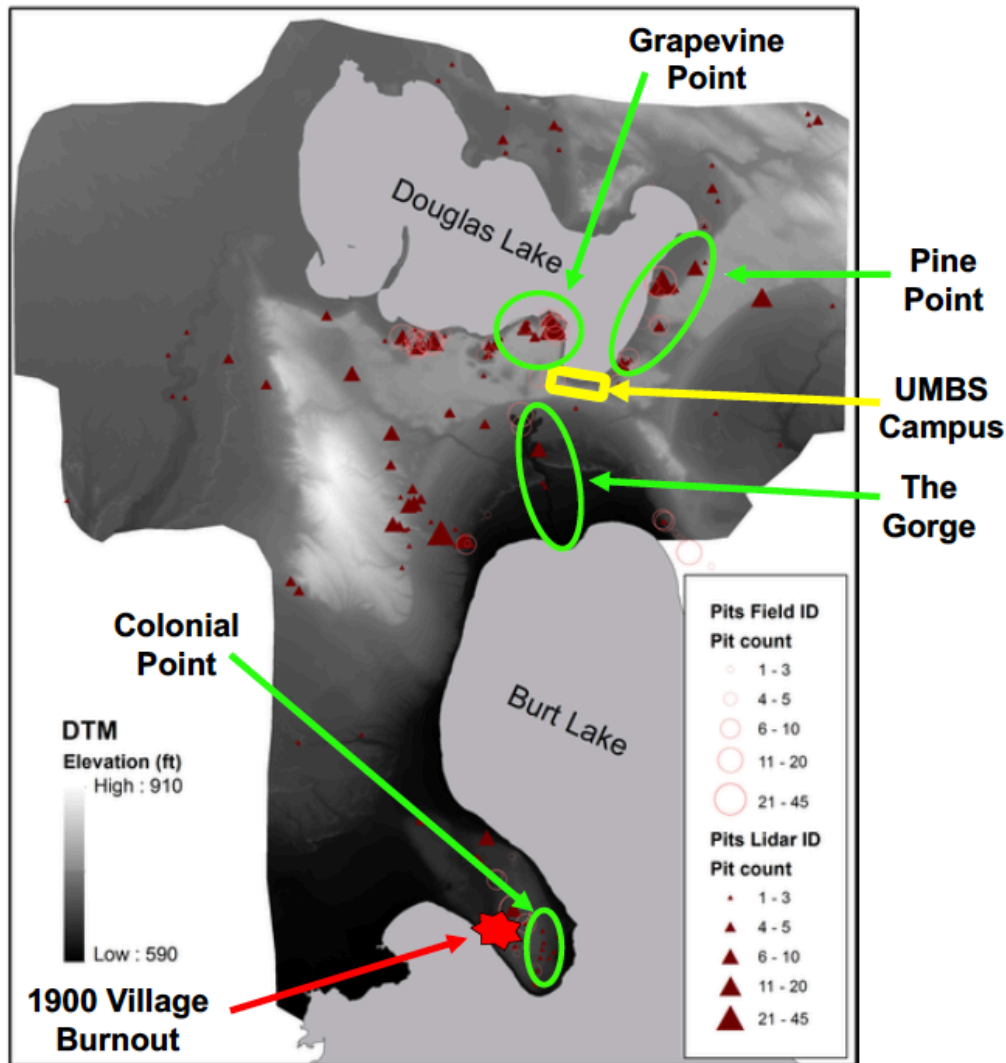 Grapevine
Point
Douglas Lake
Pine
Point
UMBS
Campus
The
Gorge
Colonial
Point
Burt Lake
DTM
Elevation (ft)
High : 910
Low : 590
1900 Village
Burnout
Pits Field ID
Pit count
1 - 3
4 - 5
6 - 10
11 - 20
21 - 45
Pits Lidar ID
Pit count
1 - 3
4 - 5
6 - 10
11 - 20
21 - 45